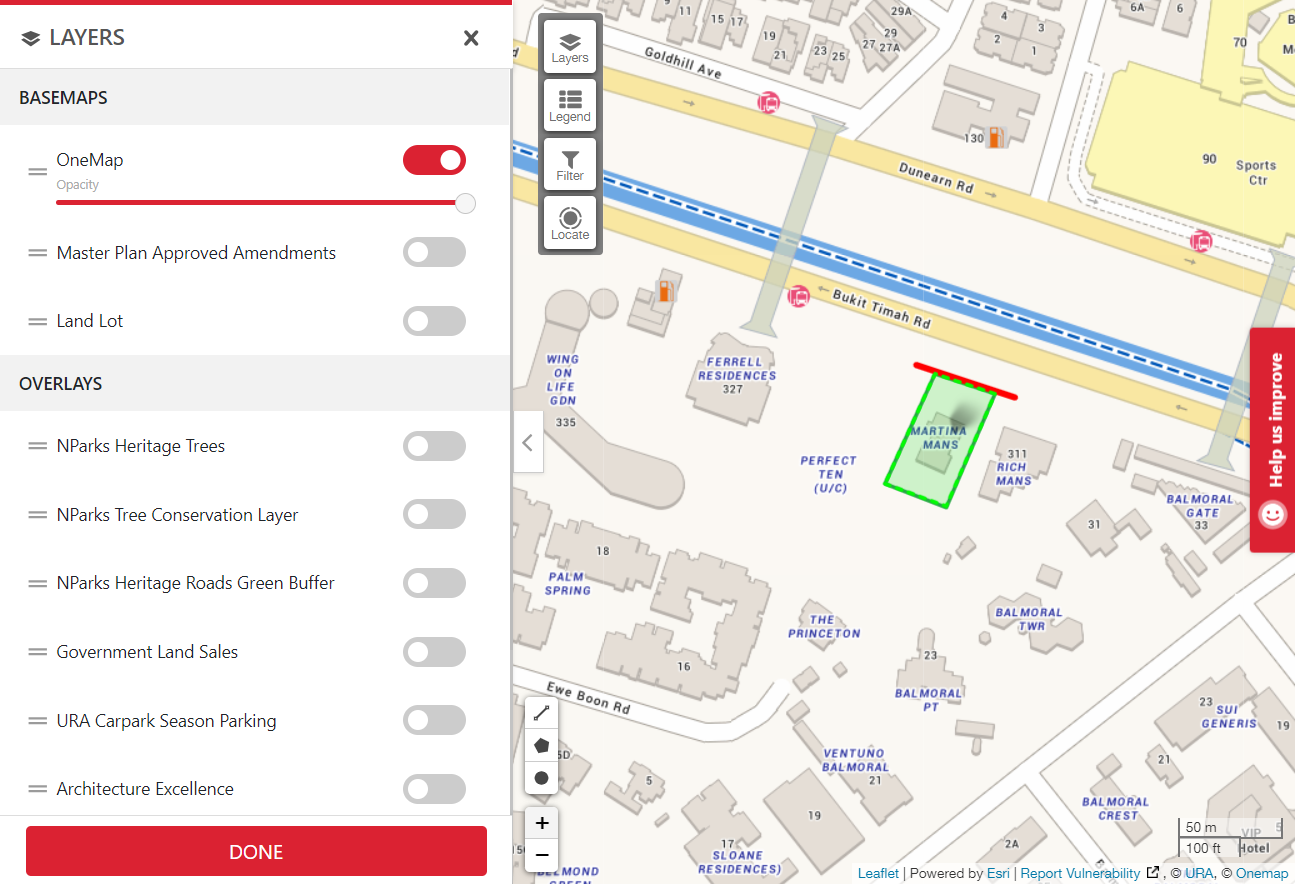 LAYERS
BASEMAPS
OneMap
Opacity
Master Plan Approved Amendments
Land Lot
OVERLAYS
NParks Heritage Trees
NParks Tree Conservation Layer
NParks Heritage Roads Green Buffer
Government Land Sales
URA Carpark Season Parking
Architecture Excellence
DONE
Layers
Legend
Filter
Locate
11
15
17
19
21
23
25
29A
29
27
27A
4
3
2
1
6A
6
70
Goldhill Ave
130
90
Sports
Ctr
Dunearn Rd
Bukit Timah Rd
WING
ON
LIFE
GDN
335
FERRELL
RESIDENCES
327
MARTINA
MANS
PERFECT
TEN
(U/C)
311
RICH
MANS
BALMORAL
GATE
33
31
Help us improve
18
PALM
SPRING
16
THE
PRINCETON
BALMORAL
TWR
23
BALMORAL
PT
Ewe Boon Rd
23
SUI
GENERIS
19
5D
5
VENTUNO
BALMORAL
21
21
19
BALMORAL
CREST
17
SLOANE
RESIDENCES)
2A
50 m
100 ft
VIP
Hotel
5
+
−
Leaflet | Powered by Esri | Report Vulnerability , © URA, © Onemap